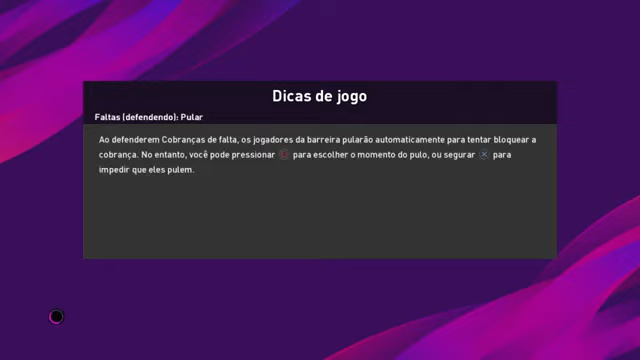 Dicas de jogo
Faltas (defendendo): Pular
Ao defenderem Cobranças de falta, os jogadores da barreira pularão automaticamente para tentar bloquear a
cobrança. No entanto, você pode pressionar para escolher o momento do pulo, ou segurar para
impedir que eles pulem.